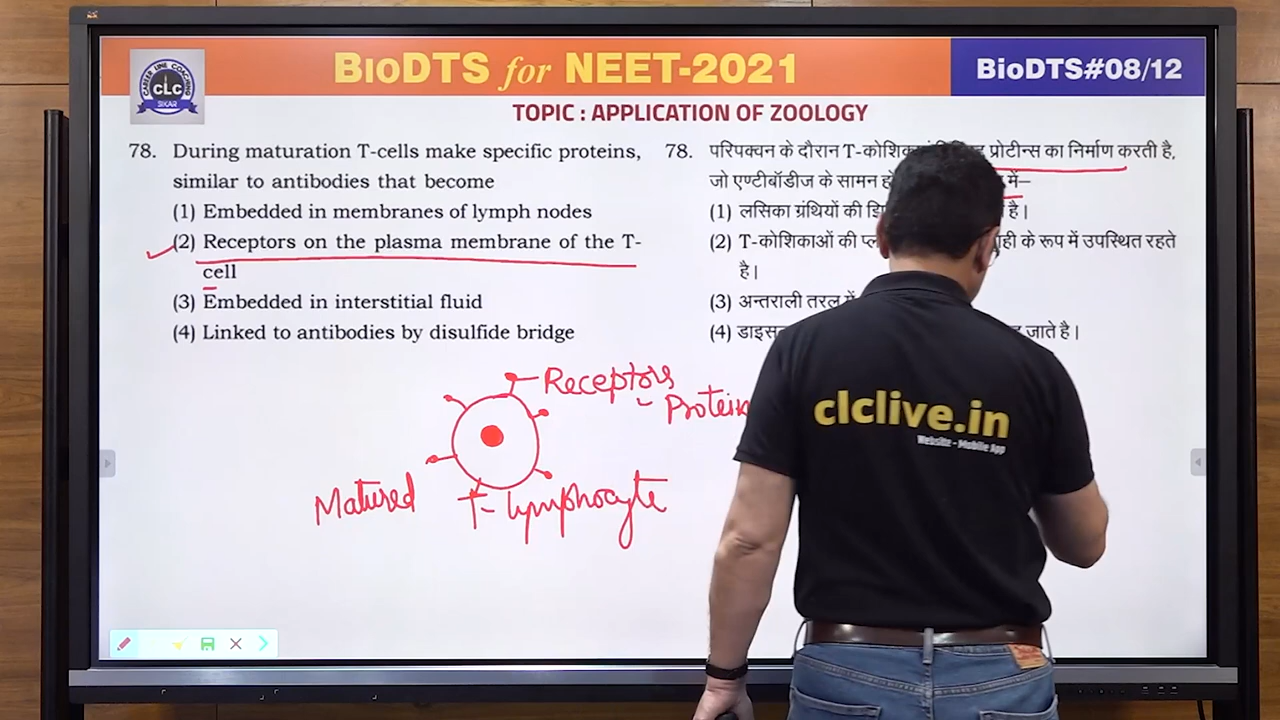 BIODTS for NEET-2021
BIODTS#08/12
CAREER LINE COACHING
CLC
SIKAR
TOPIC : APPLICATION OF ZOOLOGY
78. During maturation T-cells make specific proteins,
similar to antibodies that become
(1) Embedded in membranes of lymph nodes
(2) Receptors on the plasma membrane of the T-
cell
(3) Embedded in interstitial fluid
(4) Linked to antibodies by disulfide bridge
78. परिपक्वन के दौरान T- प्रोटीन्स का निर्माण करती है,
जो एण्टीबॉडीज के सामन में–
(1) लसिका ग्रंथियों की है।
(2) T-कोशिकाओं की के रूप में उपस्थित रहते
है।
(3) अन्तराली तरल
(4) जाते है।
Receptors
- Protein
Matured T-lymphocyte
clclive.in
Website - Mobile App